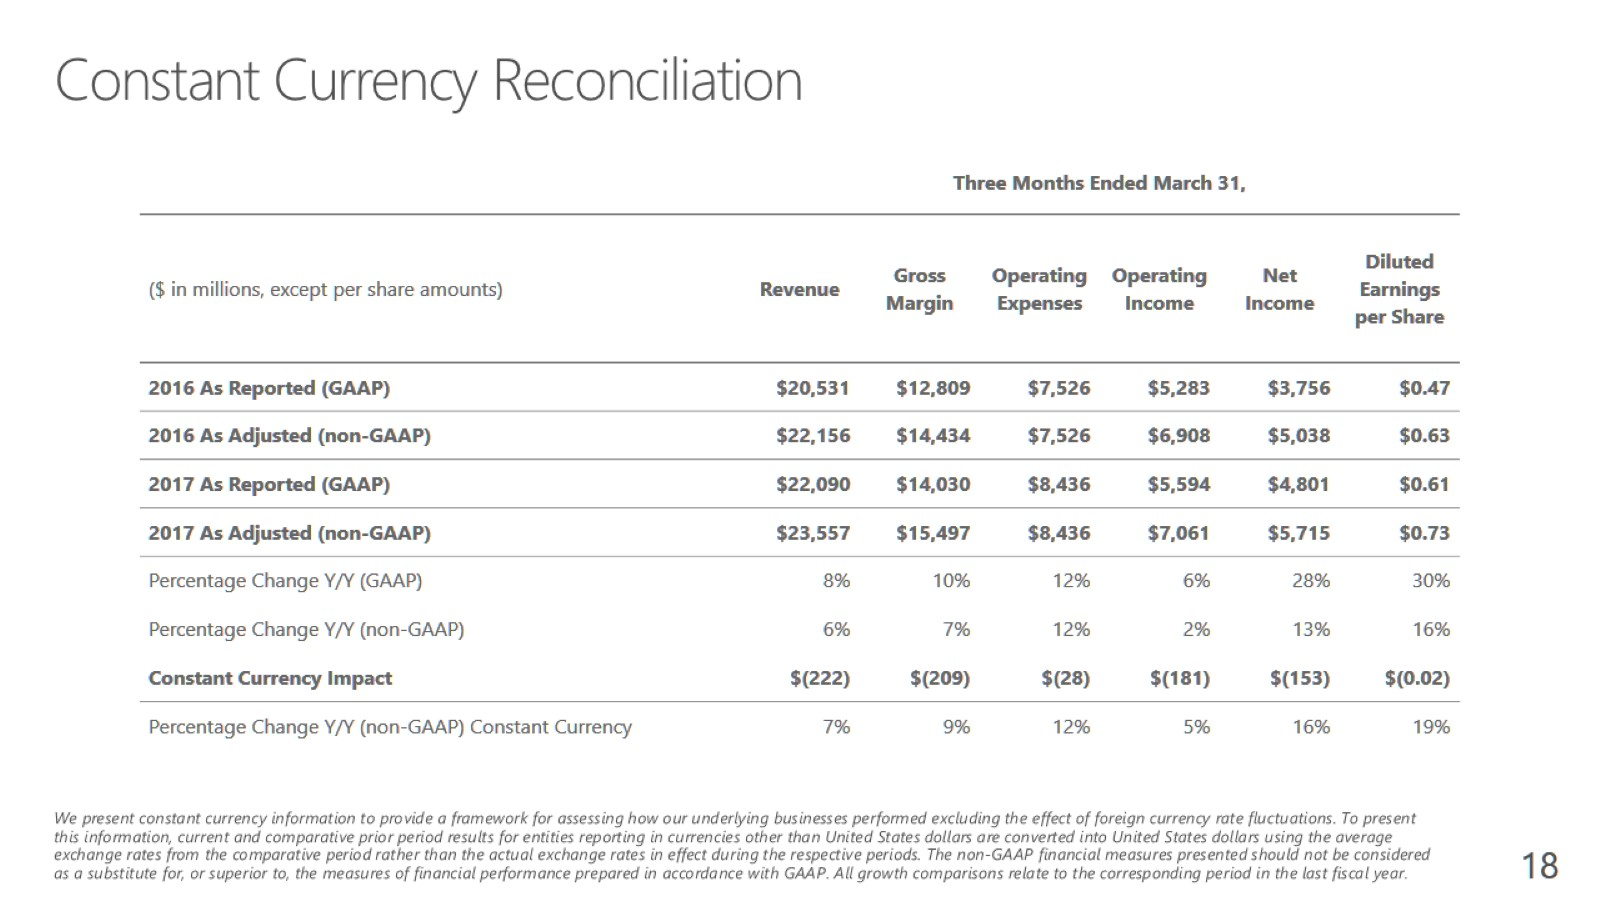 Constant Currency Reconciliation
Three Months Ended March 31,
($ in millions, except per share amounts) Revenue Gross Margin Operating Expenses Operating Income Net Income Diluted Earnings per Share
2016 As Reported (GAAP) $20,531 $12,809 $7,526 $5,283 $3,756 $0.47
2016 As Adjusted (non-GAAP) $22,156 $14,434 $7,526 $6,908 $5,038 $0.63
2017 As Reported (GAAP) $22,090 $14,030 $8,436 $5,594 $4,801 $0.61
2017 As Adjusted (non-GAAP) $23,557 $15,497 $8,436 $7,061 $5,715 $0.73
Percentage Change Y/Y (GAAP) 8% 10% 12% 6% 28% 30%
Percentage Change Y/Y (non-GAAP) 6% 7% 12% 2% 13% 16%
Constant Currency Impact $(222) $(209) $(28) $(181) $(153) $(0.02)
Percentage Change Y/Y (non-GAAP) Constant Currency 7% 9% 12% 5% 16% 19%
We present constant currency information to provide a framework for assessing how our underlying businesses performed excluding the effect of foreign currency rate fluctuations. To present
this information, current and comparative prior period results for entities reporting in currencies other than United States dollars are converted into United States dollars using the average
exchange rates from the comparative period rather than the actual exchange rates in effect during the respective periods. The non-GAAP financial measures presented should not be considered
as a substitute for, or superior to, the measures of financial performance prepared in accordance with GAAP. All growth comparisons relate to the corresponding period in the last fiscal year.
18